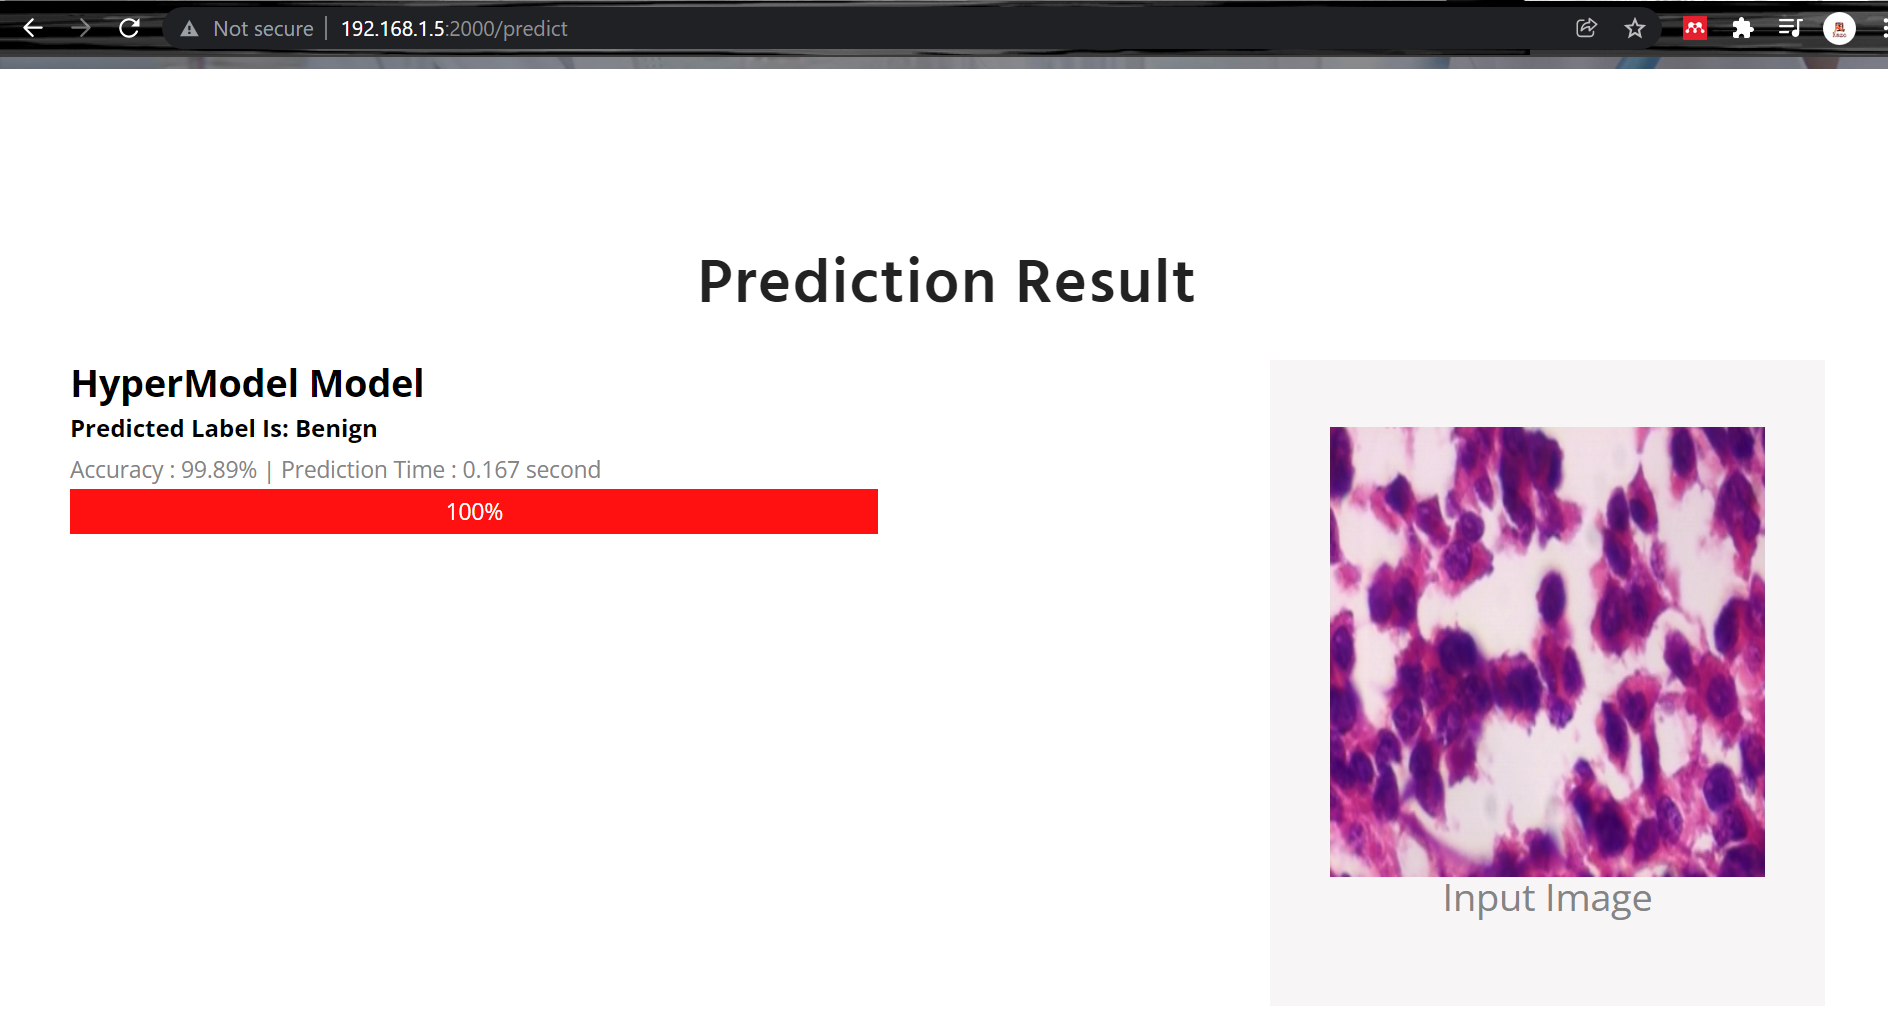 Not secure | 192.168.1.5:2000/predict
Prediction Result
HyperModel Model
Predicted Label Is: Benign
Accuracy : 99.89% | Prediction Time : 0.167 second
100%
Input Image